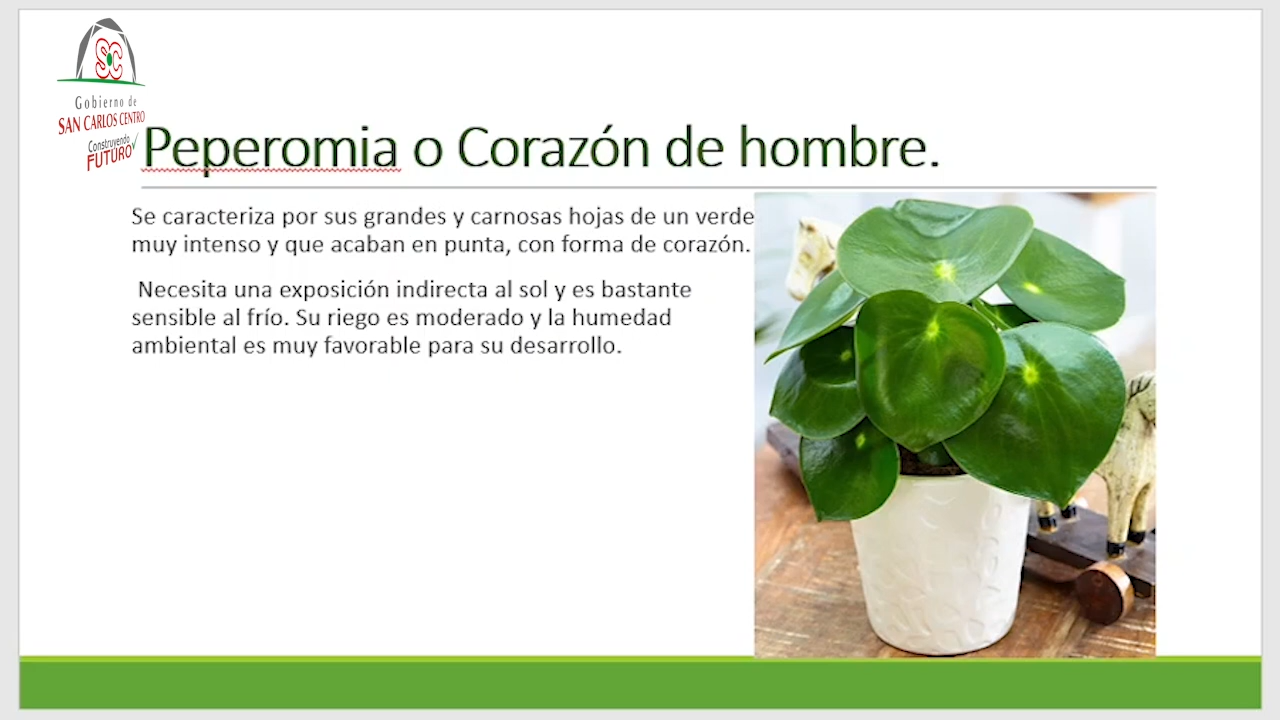 Gobierno de
SAN CARLOS CENTRO
Construyendo
FUTURO
Peperomia o Corazón de hombre.
Se caracteriza por sus grandes y carnosas hojas de un verde
muy intenso y que acaban en punta, con forma de corazón.
Necesita una exposición indirecta al sol y es bastante
sensible al frío. Su riego es moderado y la humedad
ambiental es muy favorable para su desarrollo.